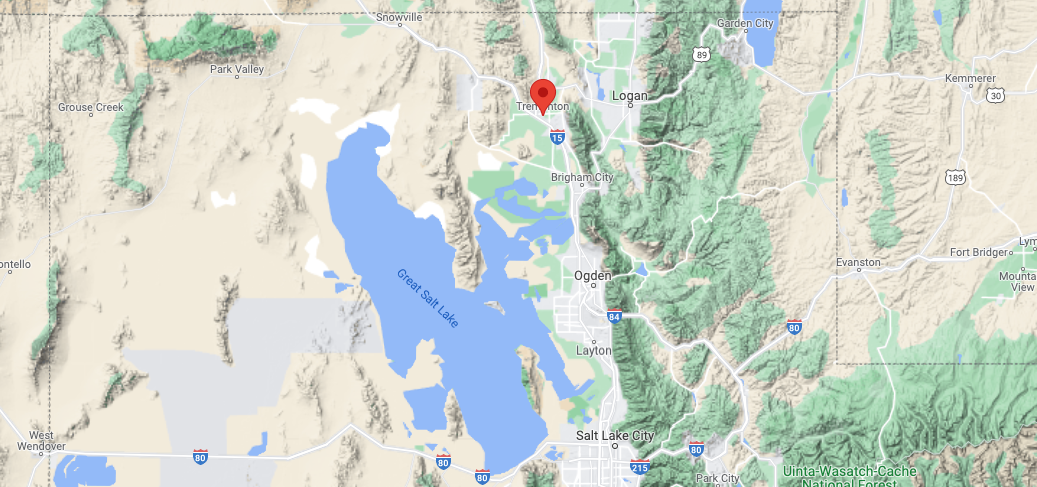 Snowville
Garden City
89
Park Valley
Kemmerer
30
Logan
Grouse Creek
Tremonton
15
Brigham City
189
Lym
Fort Bridger
Evanston
ontello
Mounta
View
Great Salt Lake
Ogden
84
80
Layton
West
Wendover
Salt Lake City
80
80
80
215
80
Park City
Uinta-Wasatch-Cache
National Forest